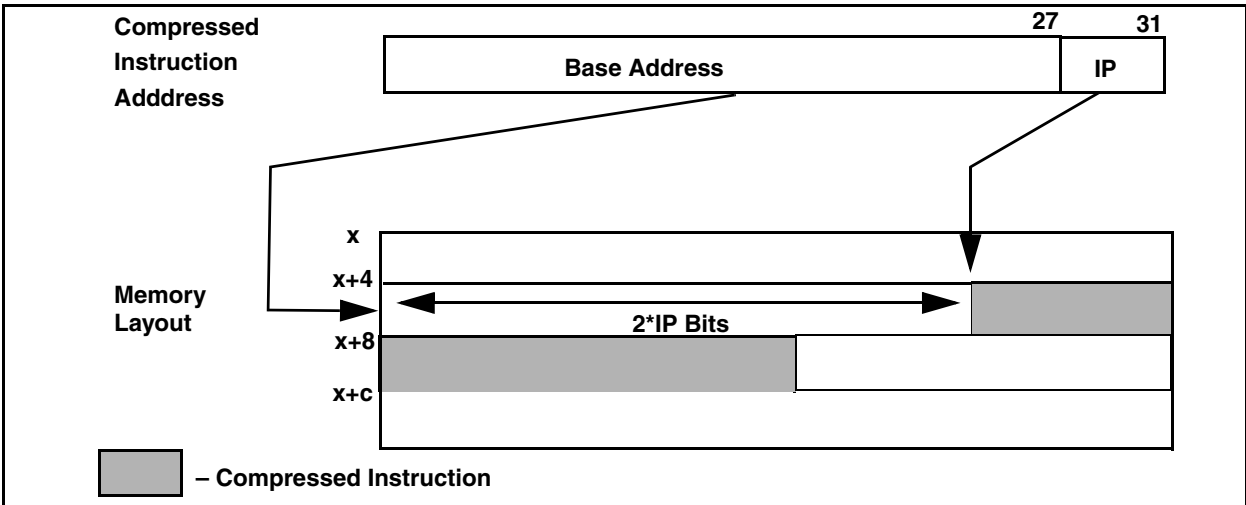 Compressed
Instruction
Adddress
27
31
Base Address
IP
x
x+4
Memory
Layout
2*IP Bits
x+8
x+c
– Compressed Instruction